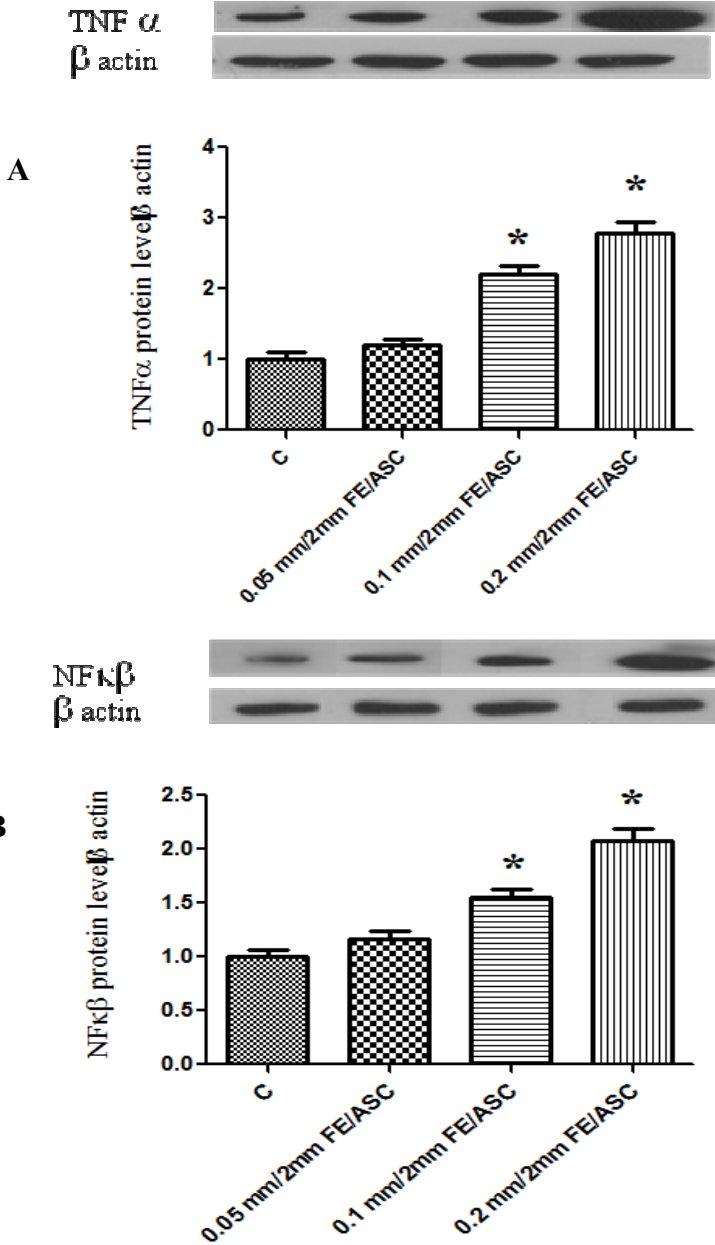 TNF α
β actin
A
TNFα protein level/β actin
4
3
2
1
0
*
*
C
0.05 mm/2mm FE/ASC
0.1 mm/2mm FE/ASC
0.2 mm/2mm FE/ASC
NFκβ
β actin
B
NFκβ protein level/β actin
2.5
2.0
1.5
1.0
0.5
0.0
*
*
C
0.05 mm/2mm FE/ASC
0.1 mm/2mm FE/ASC
0.2 mm/2mm FE/ASC